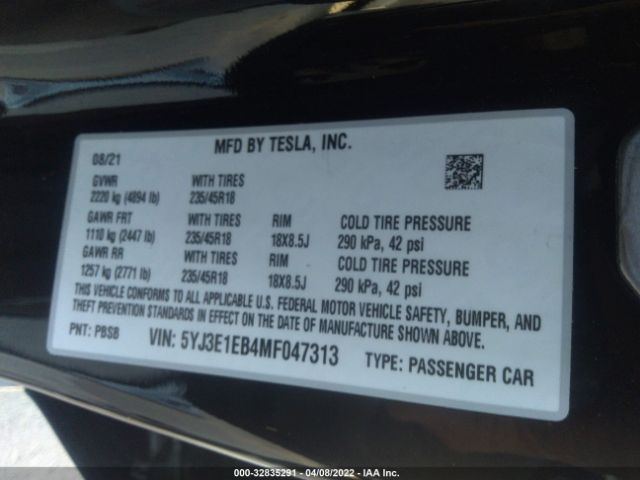 MFD BY TESLA, INC.
08/21
GVWR WITH TIRES
2220 kg (4894 lb) 235/45R18
GAWR FRT WITH TIRES RIM COLD TIRE PRESSURE
1110 kg (2447 lb) 235/45R18 18X8.5J 290 kPa, 42 psi
GAWR RR WITH TIRES RIM COLD TIRE PRESSURE
1257 kg (2771 lb) 235/45R18 18X8.5J 290 kPa, 42 psi
THIS VEHICLE CONFORMS TO ALL APPLICABLE U.S. FEDERAL MOTOR VEHICLE SAFETY, BUMPER, AND
THEFT PREVENTION STANDARDS IN EFFECT ON THE DATE OF MANUFACTURE SHOWN ABOVE.
PNT: PBSB VIN: 5YJ3E1EB4MF047313 TYPE: PASSENGER CAR
000-32835291 - 04/08/2022 - IAA Inc.